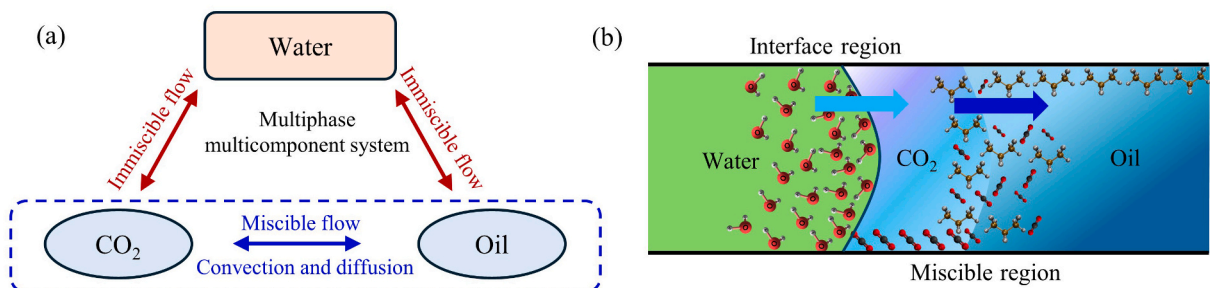 (a)
Water
Immiscible flow
Immiscible flow
Multiphase
multicomponent system
CO₂
Miscible flow
Convection and diffusion
Oil
(b)
Interface region
Water
CO₂
Oil
Miscible region